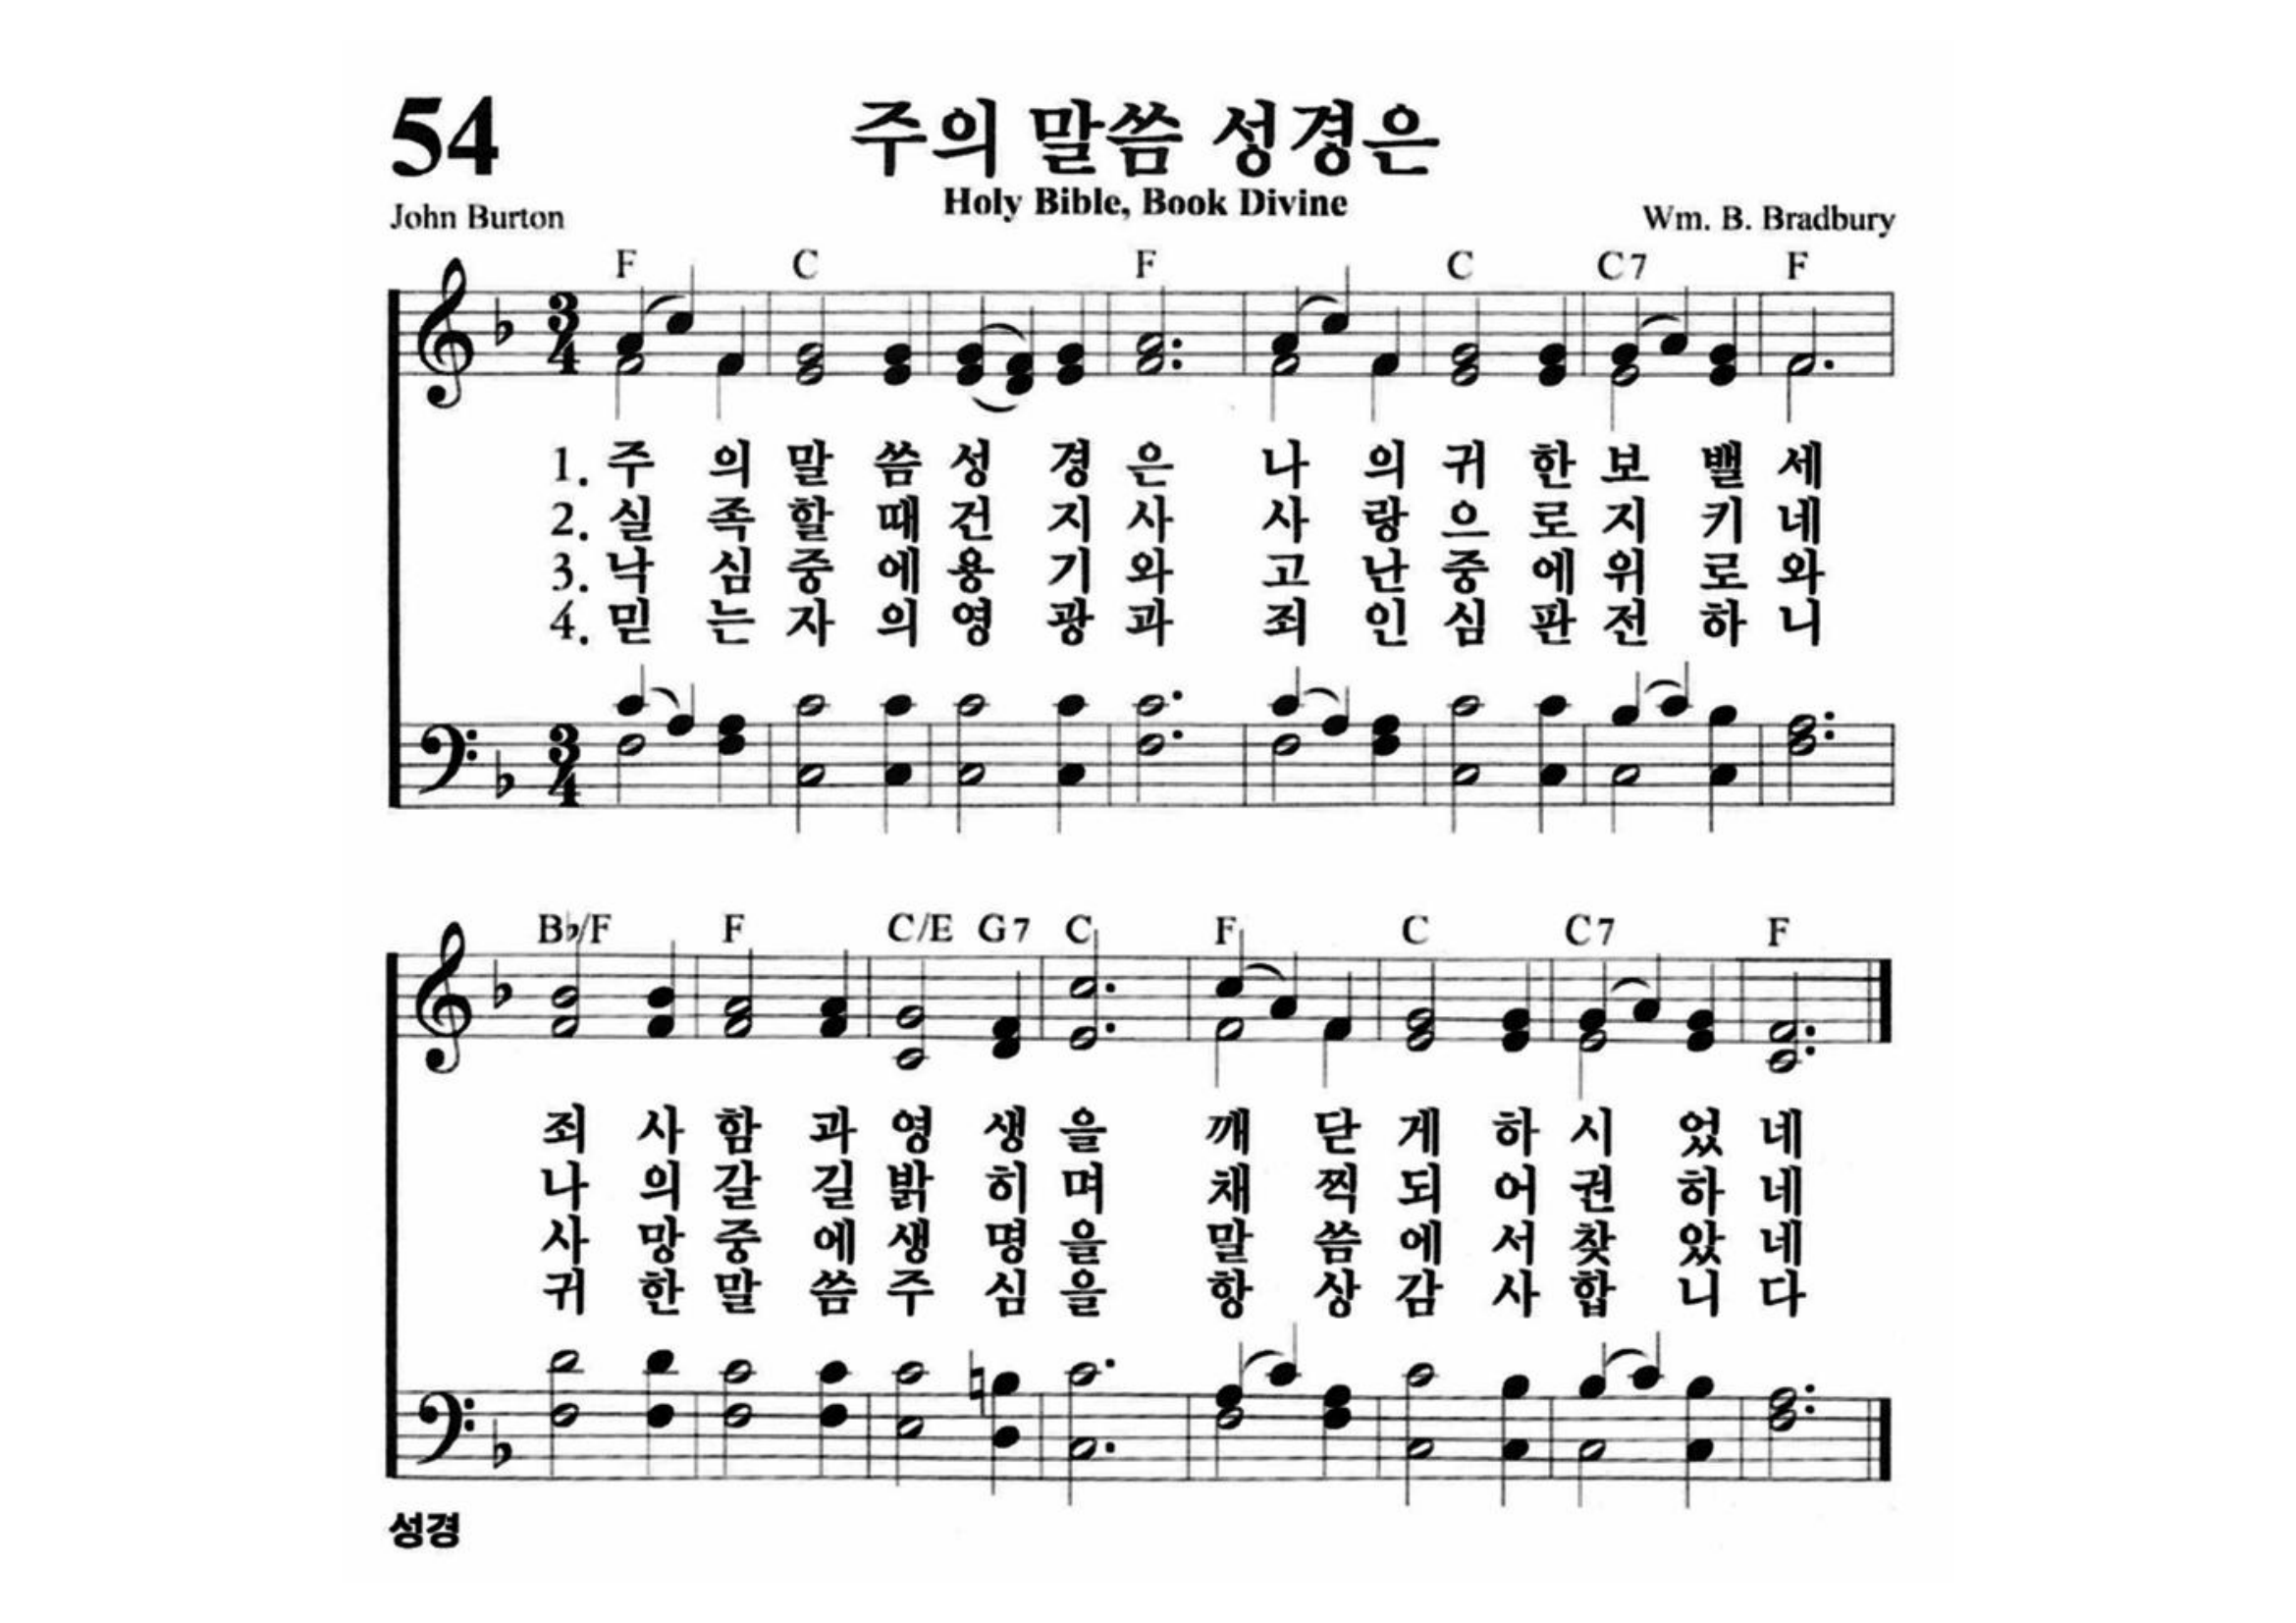 54
주의 말씀 성경은
Holy Bible, Book Divine
John Burton
Wm. B. Bradbury
F C F C C7 F
3
4
1. 주 의 말 씀 성 경 은 나 의 귀 한 보 밸 세
2. 실 족 할 때 건 지 사 사 랑 으 로 지 키 네
3. 낙 심 중 에 용 기 와 고 난 중 에 위 로 와
4. 믿 는 자 의 영 광 과 죄 인 심 판 전 하 니
3
4
B♭/F F C/E G7 C F C C7 F
죄 사 함 과 영 생 을 깨 닫 게 하 시 었 네
나 의 갈 길 밝 히 며 채 찍 되 어 권 하 네
사 망 중 에 생 명 을 말 씀 에 서 찾 았 네
귀 한 말 씀 주 심 을 항 상 감 사 합 니 다
성경